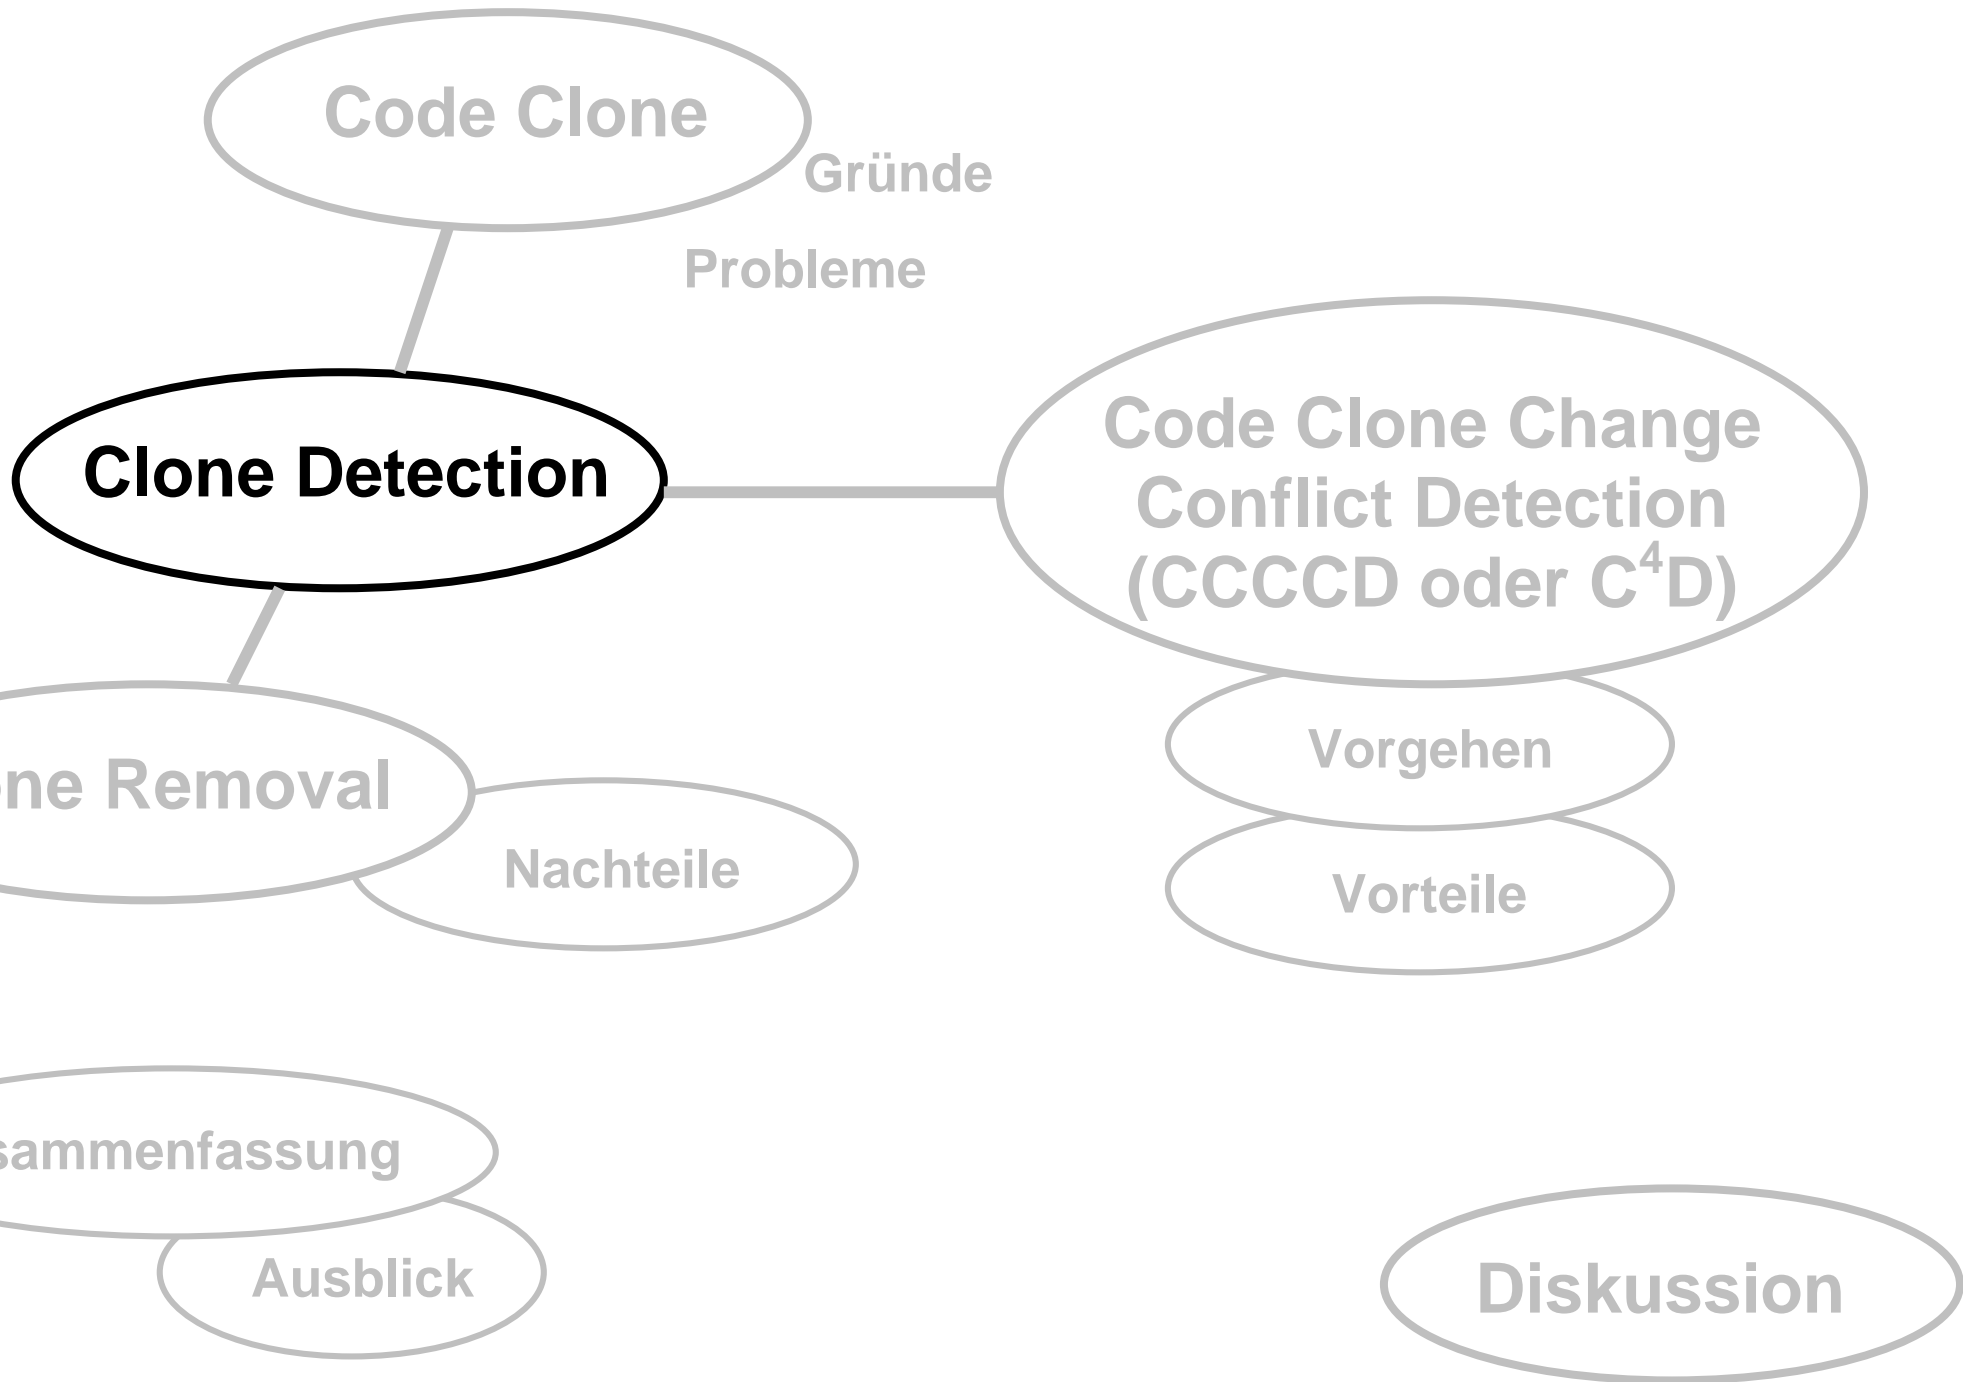 Code Clone
Gründe
Probleme
Clone Detection
Code Clone Change
Conflict Detection
(CCCCD oder C⁴D)
Vorgehen
Vorteile
ne Removal
Nachteile
sammenfassung
Ausblick
Diskussion